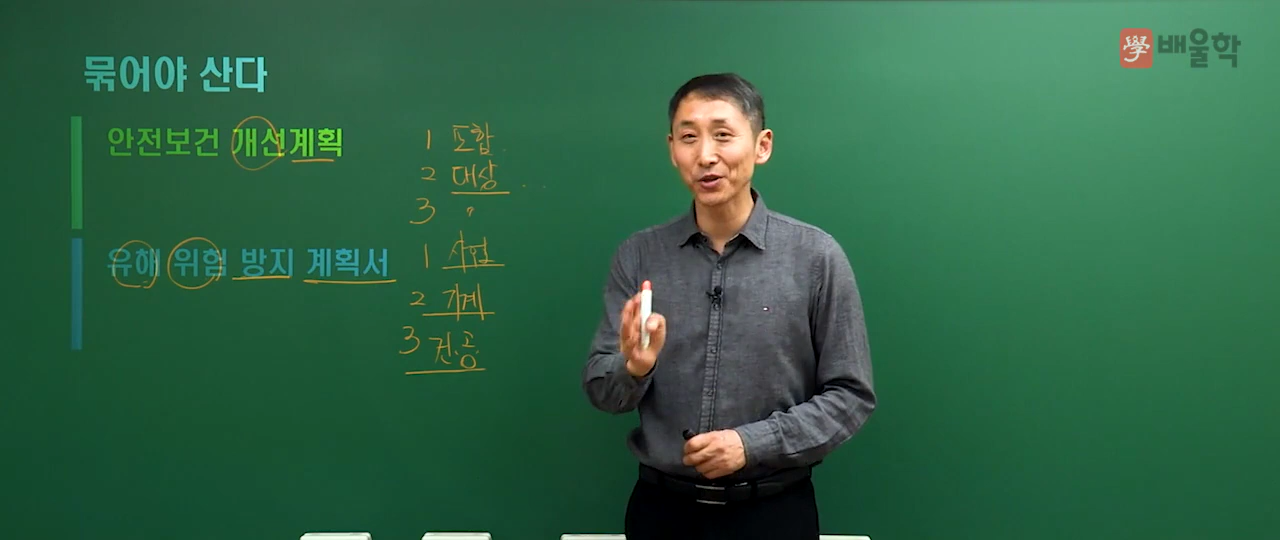 學 배울학
묶어야 산다
안전보건 개선계획
1 포함
2 대상 ...
3 〃
유해 위험 방지 계획서
1 사업
2 기계
3 건.공